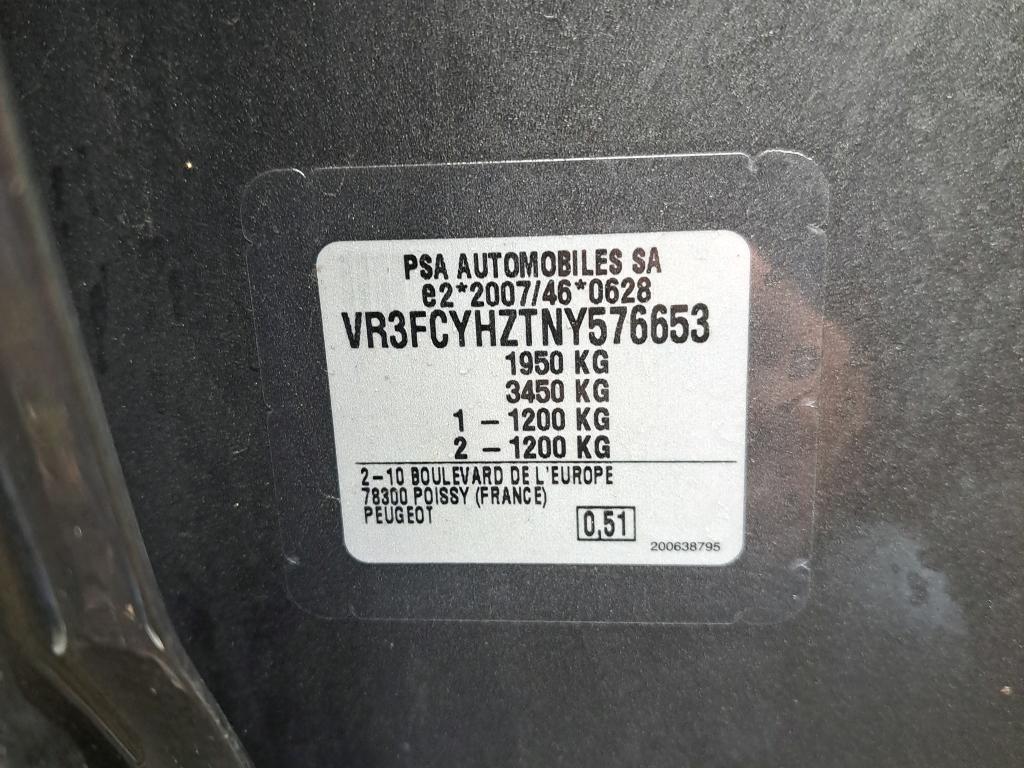 PSA AUTOMOBILES SA
e2*2007/46*0628
VR3FCYHZTNY576653
1950 KG
3450 KG
1 – 1200 KG
2 – 1200 KG
2–10 BOULEVARD DE L'EUROPE
78300 POISSY (FRANCE)
PEUGEOT
0,51
200638795